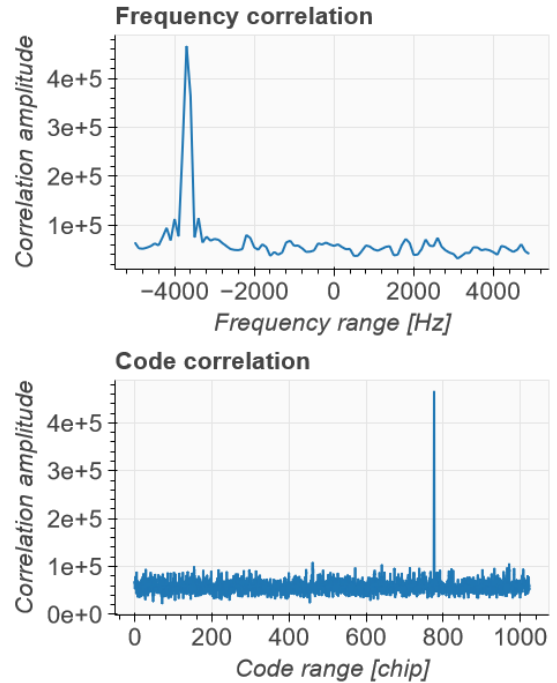 Frequency correlation
Correlation amplitude
4e+5
3e+5
2e+5
1e+5
−4000 −2000 0 2000 4000
Frequency range [Hz]
Code correlation
Correlation amplitude
4e+5
3e+5
2e+5
1e+5
0e+0
0 200 400 600 800 1000
Code range [chip]